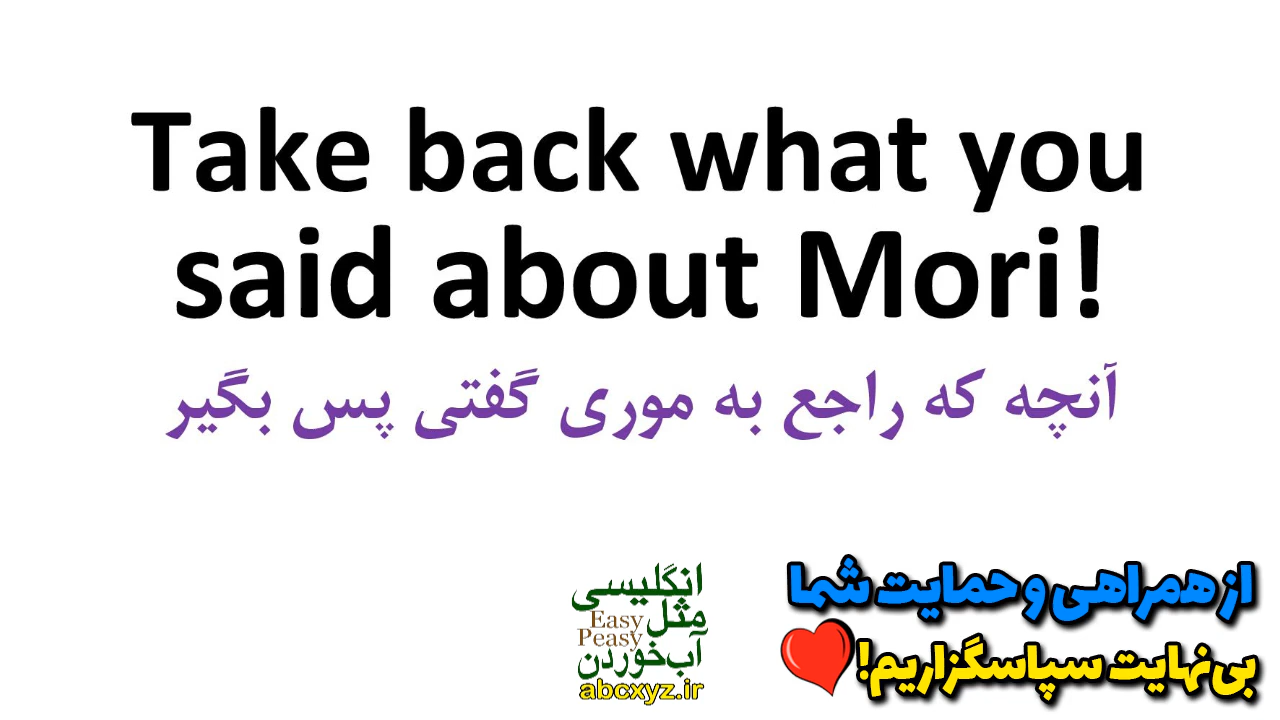 Take back what you
said about Mori!
آنچه که راجع به موری گفتی پس بگیر
انگلیسی
مثل
Easy
Peasy
آب‌خوردن
abcxyz.ir
از همراهی و حمایت شما
بی‌نهایت سپاسگزاریم!